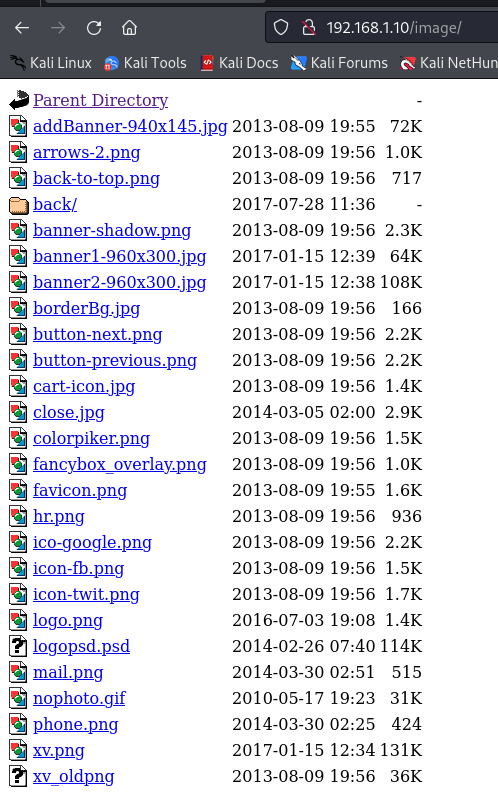 192.168.1.10/image/
Kali Linux Kali Tools Kali Docs Kali Forums Kali NetHun
Parent Directory -
addBanner-940x145.jpg 2013-08-09 19:55 72K
arrows-2.png 2013-08-09 19:56 1.0K
back-to-top.png 2013-08-09 19:56 717
back/ 2017-07-28 11:36 -
banner-shadow.png 2013-08-09 19:56 2.3K
banner1-960x300.jpg 2017-01-15 12:39 64K
banner2-960x300.jpg 2017-01-15 12:38 108K
borderBg.jpg 2013-08-09 19:56 166
button-next.png 2013-08-09 19:56 2.2K
button-previous.png 2013-08-09 19:56 2.2K
cart-icon.jpg 2013-08-09 19:56 1.4K
close.jpg 2014-03-05 02:00 2.9K
colorpiker.png 2013-08-09 19:56 1.5K
fancybox_overlay.png 2013-08-09 19:56 1.0K
favicon.png 2013-08-09 19:55 1.6K
hr.png 2013-08-09 19:56 936
ico-google.png 2013-08-09 19:56 2.2K
icon-fb.png 2013-08-09 19:56 1.5K
icon-twit.png 2013-08-09 19:56 1.7K
logo.png 2016-07-03 19:08 1.4K
logopsd.psd 2014-02-26 07:40 114K
mail.png 2014-03-30 02:51 515
nophoto.gif 2010-05-17 19:23 31K
phone.png 2014-03-30 02:25 424
xv.png 2017-01-15 12:34 131K
xv_oldpng 2013-08-09 19:56 36K